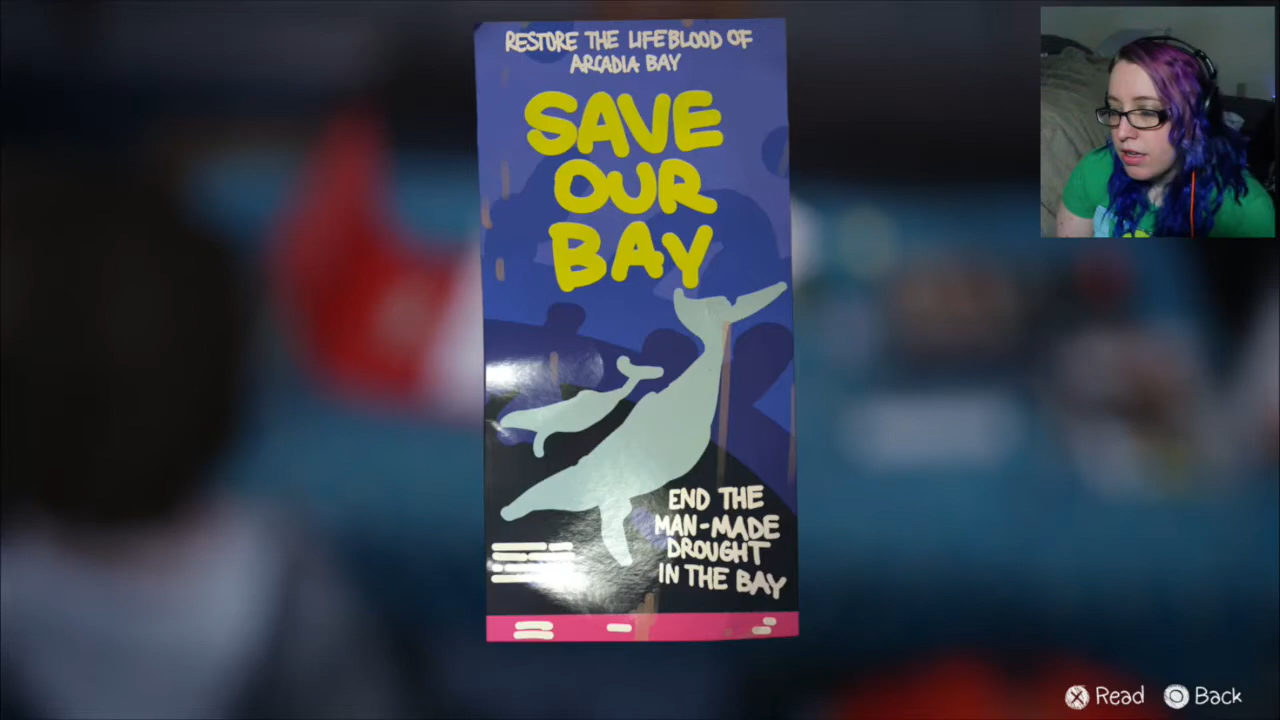 RESTORE THE LIFEBLOOD OF
ARCADIA BAY
SAVE
OUR
BAY
END THE
MAN-MADE
DROUGHT
IN THE BAY
Read Back